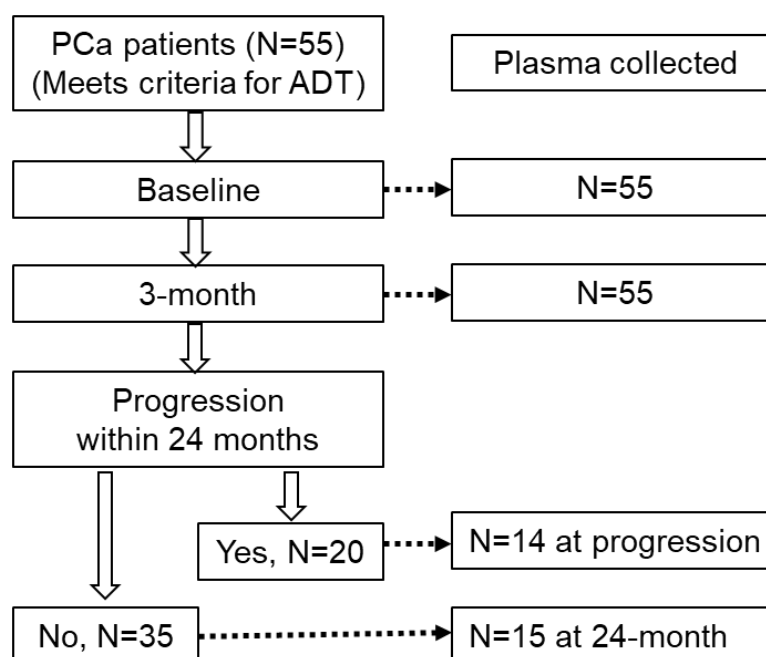 PCa patients (N=55)
(Meets criteria for ADT)
Plasma collected
Baseline
N=55
3-month
N=55
Progression
within 24 months
Yes, N=20
N=14 at progression
No, N=35
N=15 at 24-month